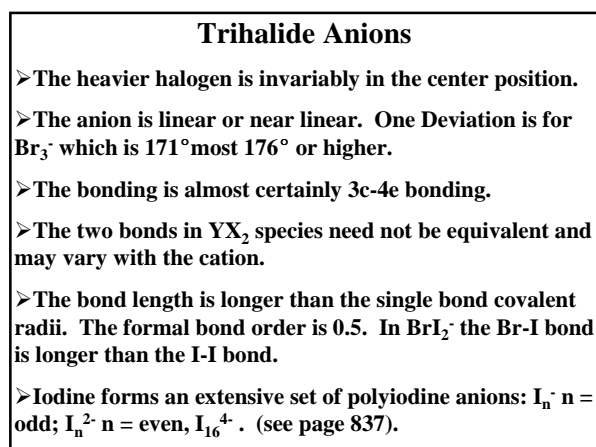 Trihalide Anions
➢The heavier halogen is invariably in the center position.
➢The anion is linear or near linear. One Deviation is for
Br₃⁻ which is 171°most 176° or higher.
➢The bonding is almost certainly 3c-4e bonding.
➢The two bonds in YX₂ species need not be equivalent and
may vary with the cation.
➢The bond length is longer than the single bond covalent
radii. The formal bond order is 0.5. In BrI₂⁻ the Br-I bond
is longer than the I-I bond.
➢Iodine forms an extensive set of polyiodine anions: Iₙ⁻ n =
odd; Iₙ²⁻ n = even, I₁₆⁴⁻ . (see page 837).